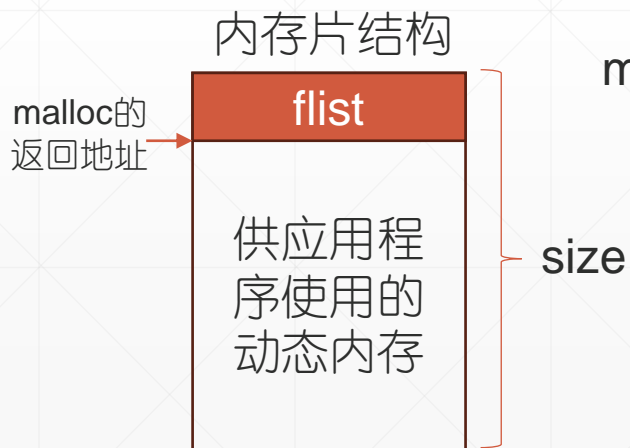 内存片结构
m
malloc的
返回地址
flist
供应用程
序使用的
动态内存
size